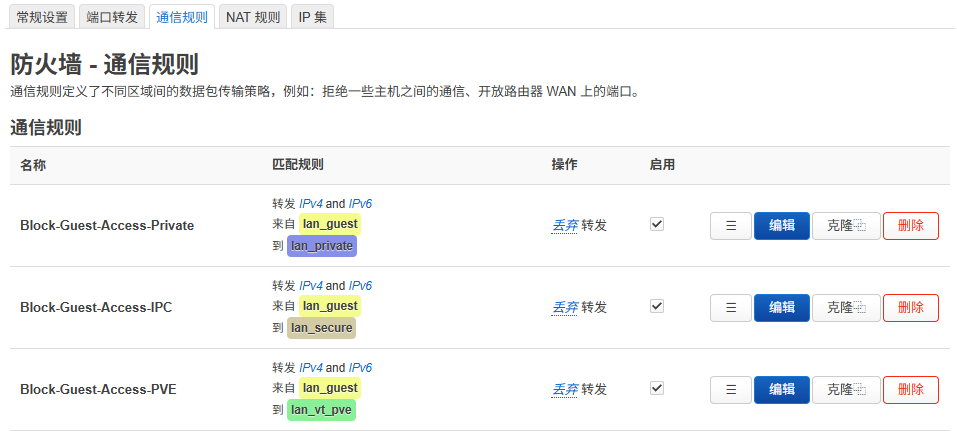 常规设置 端口转发 通信规则 NAT 规则 IP 集
防火墙 - 通信规则
通信规则定义了不同区域间的数据包传输策略，例如：拒绝一些主机之间的通信、开放路由器 WAN 上的端口。
通信规则
名称 匹配规则 操作 启用
转发 IPv4 and IPv6
Block-Guest-Access-Private 来自 lan_guest 丢弃 转发 ☰ 编辑 克隆⿻ 删除
到 lan_private
转发 IPv4 and IPv6
Block-Guest-Access-IPC 来自 lan_guest 丢弃 转发 ☰ 编辑 克隆⿻ 删除
到 lan_secure
转发 IPv4 and IPv6
Block-Guest-Access-PVE 来自 lan_guest 丢弃 转发 ☰ 编辑 克隆⿻ 删除
到 lan_vt_pve